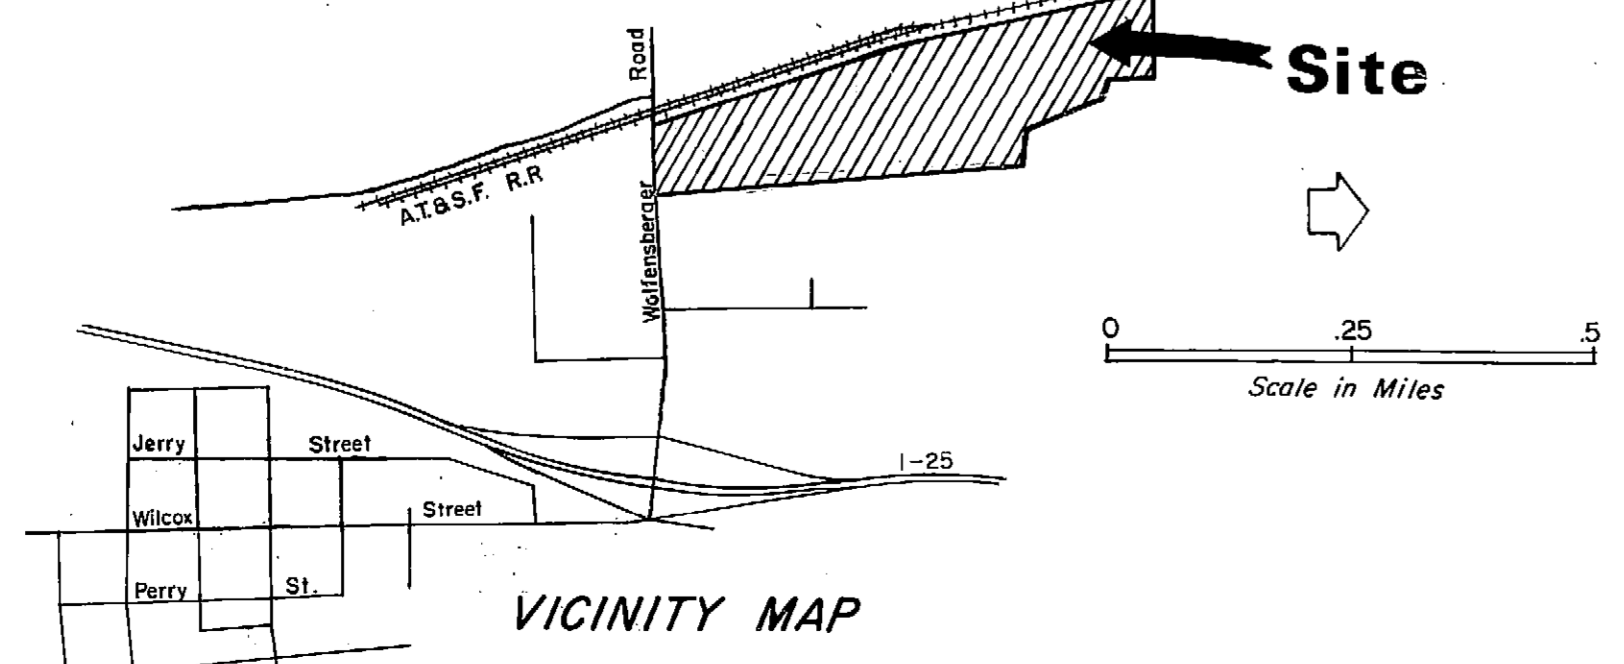 Road
Site
A.T.&S.F. R.R
Wolfensberger
0 .25 .5
Scale in Miles
Jerry Street
I-25
Wilcox Street
Perry St.
VICINITY MAP